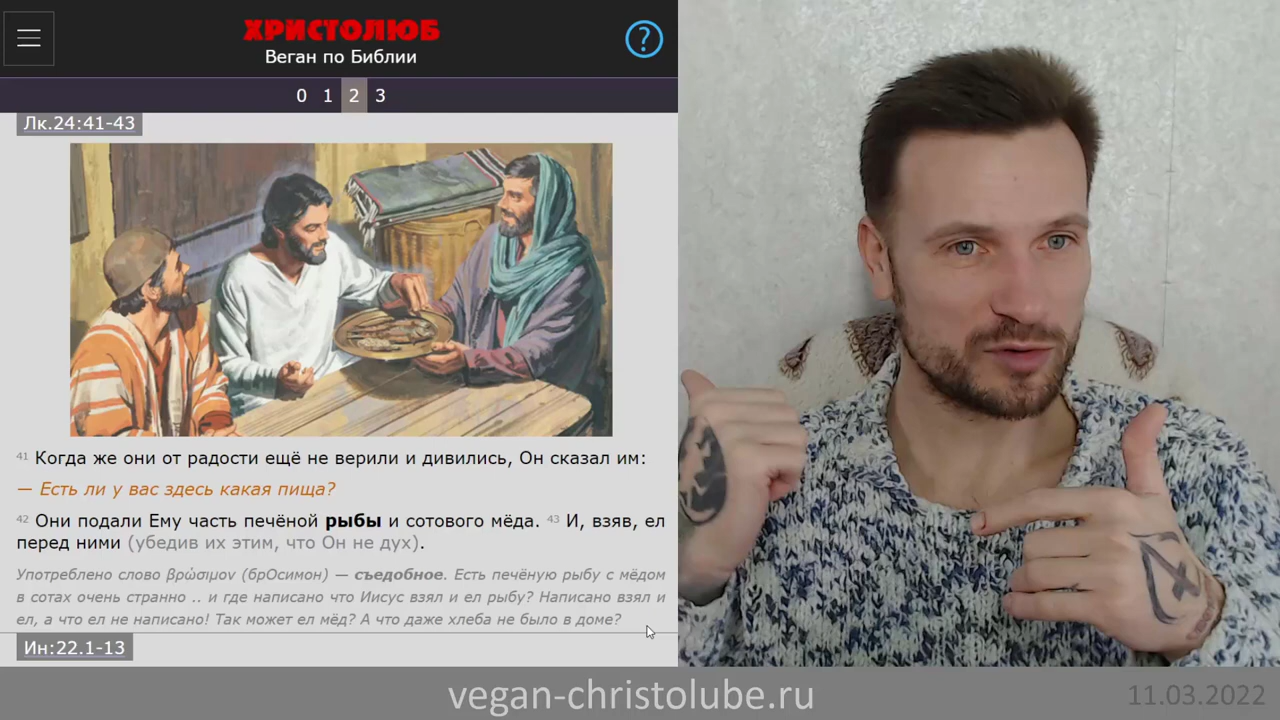 ХРИСТОЛЮБ
Веган по Библии
?
0 1 2 3
Лк.24:41-43
41 Когда же они от радости ещё не верили и дивились, Он сказал им:
— Есть ли у вас здесь какая пища?
42 Они подали Ему часть печёной рыбы и сотового мёда. 43 И, взяв, ел
перед ними (убедив их этим, что Он не дух).
Употреблено слово βρώσιμον (брОсимон) — съедобное. Есть печёную рыбу с мёдом
в сотах очень странно .. и где написано что Иисус взял и ел рыбу? Написано взял и
ел, а что ел не написано! Так может ел мёд? А что даже хлеба не было в доме?
Ин:22.1-13
vegan-christolube.ru
11.03.2022